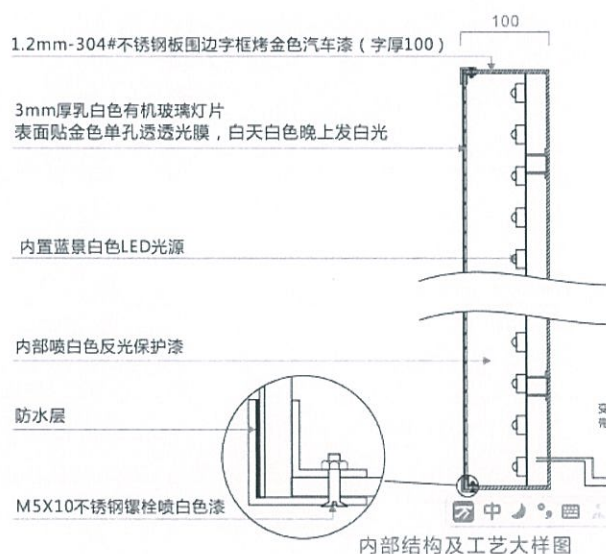 100
1.2mm-304#不锈钢板围边字框烤金色汽车漆（字厚100）
3mm厚乳白色有机玻璃灯片
表面贴金色单孔透透光膜，白天白色晚上发白光
内置蓝景白色LED光源
内部喷白色反光保护漆
防水层
M5X10不锈钢镙栓喷白色漆
中
内部结构及工艺大样图